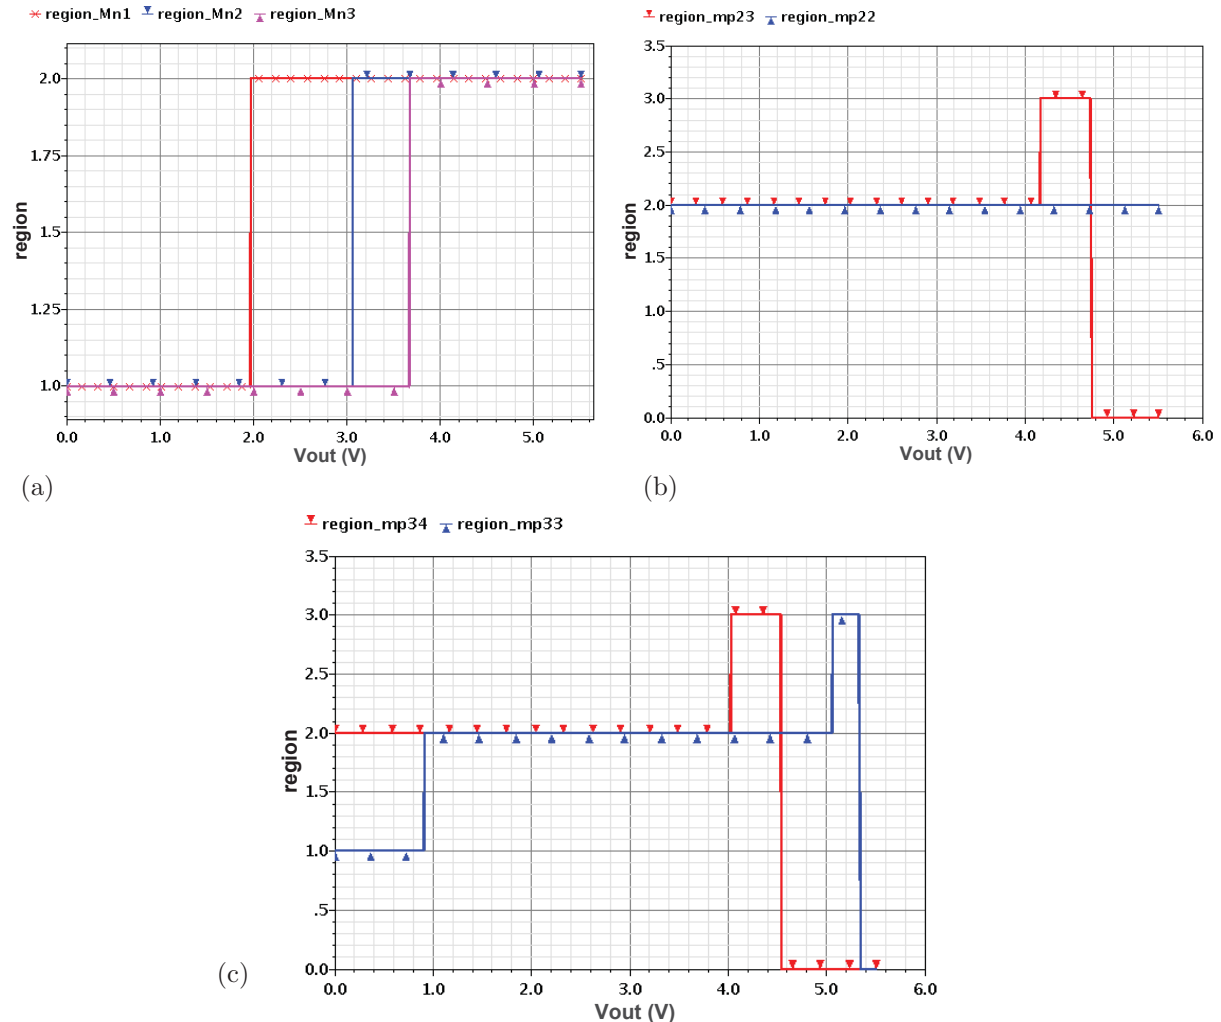 region_Mn1 region_Mn2 region_Mn3
2.0
1.75
1.5
1.25
1.0
region
0.0 1.0 2.0 3.0 4.0 5.0
Vout (V)
(a)
region_mp23 region_mp22
3.5
3.0
2.5
2.0
1.5
1.0
.5
0.0
region
0.0 1.0 2.0 3.0 4.0 5.0 6.0
Vout (V)
(b)
region_mp34 region_mp33
3.5
3.0
2.5
2.0
1.5
1.0
.5
0.0
region
0.0 1.0 2.0 3.0 4.0 5.0 6.0
Vout (V)
(c)